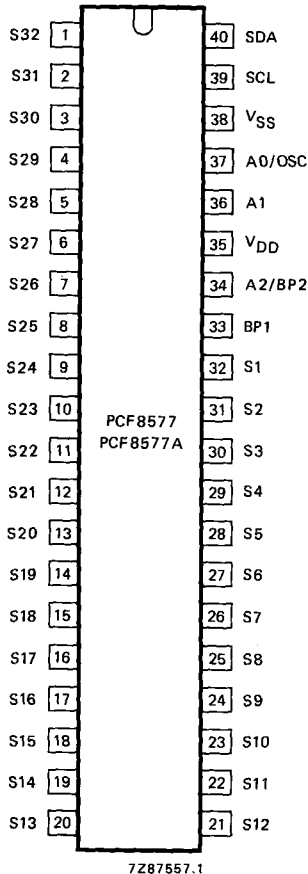 S32 1 40 SDA
S31 2 39 SCL
S30 3 38 VSS
S29 4 37 A0/OSC
S28 5 36 A1
S27 6 35 VDD
S26 7 34 A2/BP2
S25 8 33 BP1
S24 9 32 S1
S23 10 31 S2
PCF8577
PCF8577A
S22 11 30 S3
S21 12 29 S4
S20 13 28 S5
S19 14 27 S6
S18 15 26 S7
S17 16 25 S8
S16 17 24 S9
S15 18 23 S10
S14 19 22 S11
S13 20 21 S12
7Z87557.1